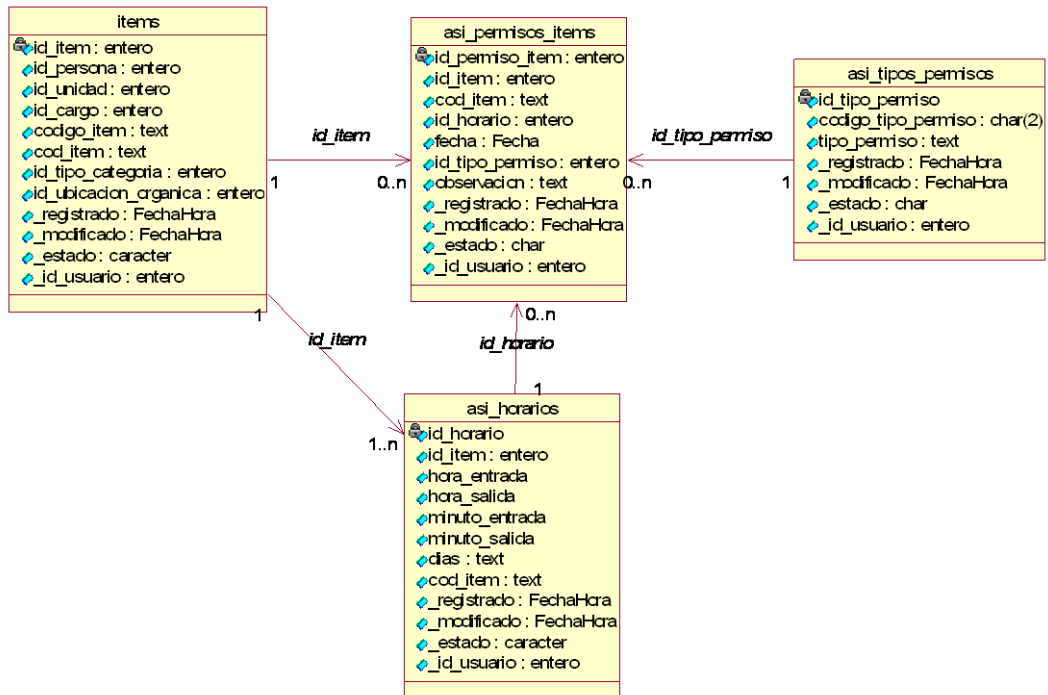 items
id_item : entero
id_persona : entero
id_unidad : entero
id_cargo : entero
codigo_item : text
cod_item : text
id_tipo_categoria : entero
id_ubicacion_organica : entero
_registrado : FechaHora
_modificado : FechaHora
_estado : caracter
_id_usuario : entero
id_item
1
0..n
asi_permisos_items
id_permiso_item : entero
id_item : entero
cod_item : text
id_horario : entero
fecha : Fecha
id_tipo_permiso : entero
observacion : text
_registrado : FechaHora
_modificado : FechaHora
_estado : char
_id_usuario : entero
id_tipo_permiso
0..n
1
asi_tipos_permisos
id_tipo_permiso
codigo_tipo_permiso : char(2)
tipo_permiso : text
_registrado : FechaHora
_modificado : FechaHora
_estado : char
_id_usuario : entero
1
id_item
1..n
0..n
id_horario
1
asi_horarios
id_horario
id_item : entero
hora_entrada
hora_salida
minuto_entrada
minuto_salida
dias : text
cod_item : text
_registrado : FechaHora
_modificado : FechaHora
_estado : caracter
_id_usuario : entero